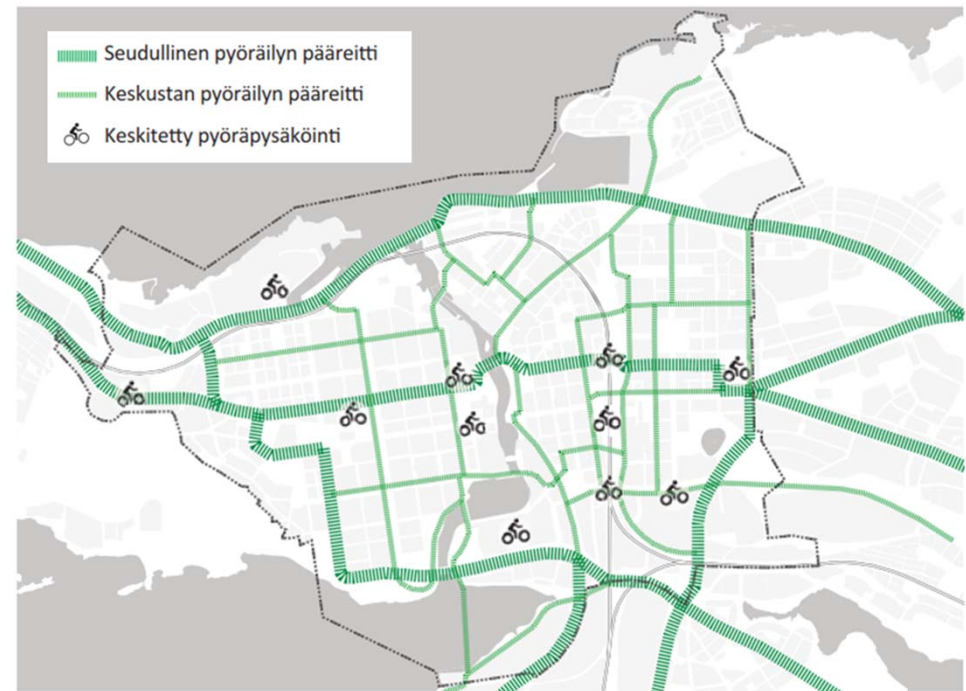 Seudullinen pyöräilyn pääreitti
Keskustan pyöräilyn pääreitti
Keskitetty pyöräpysäköinti